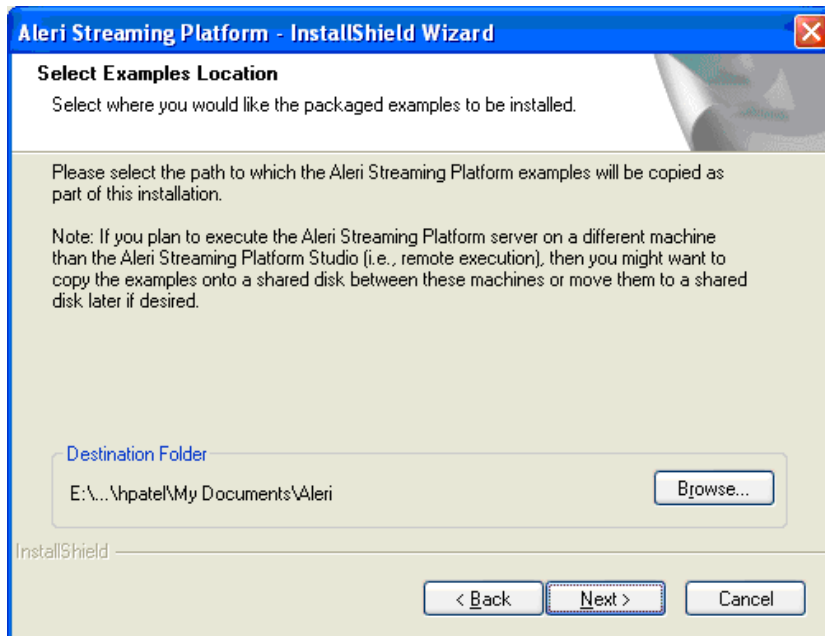 Aleri Streaming Platform - InstallShield Wizard
Select Examples Location
Select where you would like the packaged examples to be installed.
Please select the path to which the Aleri Streaming Platform examples will be copied as
part of this installation.
Note: If you plan to execute the Aleri Streaming Platform server on a different machine
than the Aleri Streaming Platform Studio (i.e., remote execution), then you might want to
copy the examples onto a shared disk between these machines or move them to a shared
disk later if desired.
Destination Folder
E:\...\hpatel\My Documents\Aleri
Browse...
InstallShield
< Back
Next >
Cancel